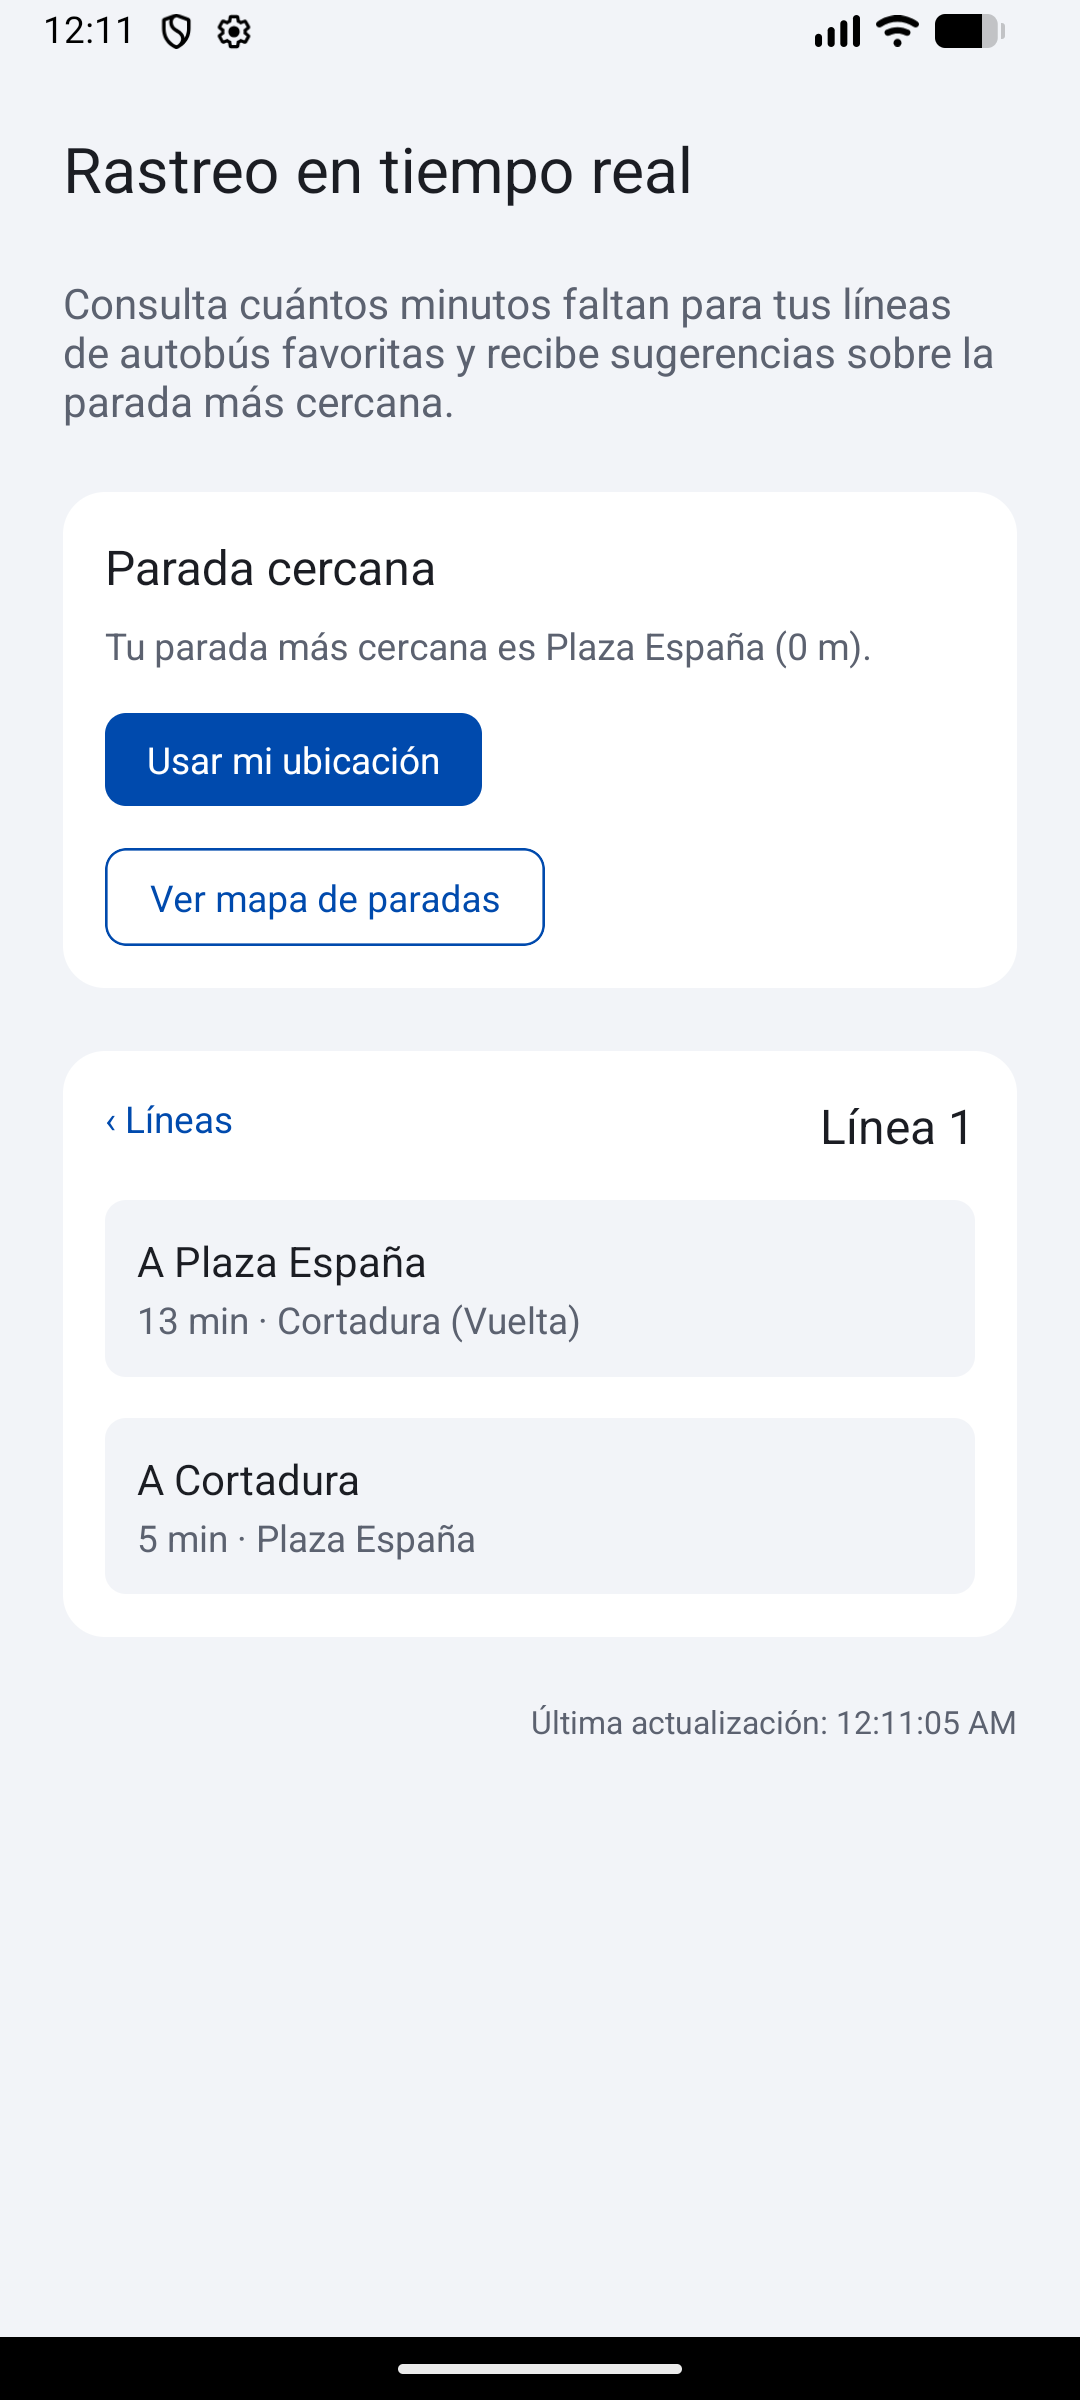 12:11
Rastreo en tiempo real
Consulta cuántos minutos faltan para tus líneas
de autobús favoritas y recibe sugerencias sobre la
parada más cercana.
Parada cercana
Tu parada más cercana es Plaza España (0 m).
Usar mi ubicación
Ver mapa de paradas
‹ Líneas
Línea 1
A Plaza España
13 min · Cortadura (Vuelta)
A Cortadura
5 min · Plaza España
Última actualización: 12:11:05 AM